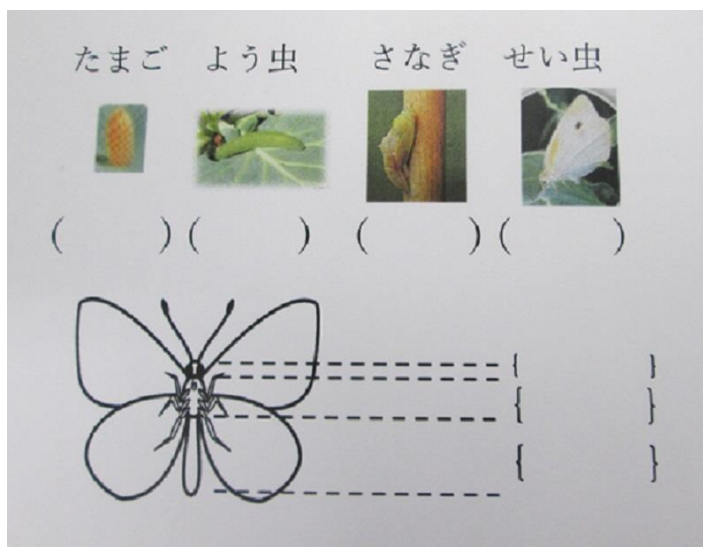 たまご よう虫 さなぎ せい虫
( ) ( ) ( ) ( )
{ }
{ }
{ }